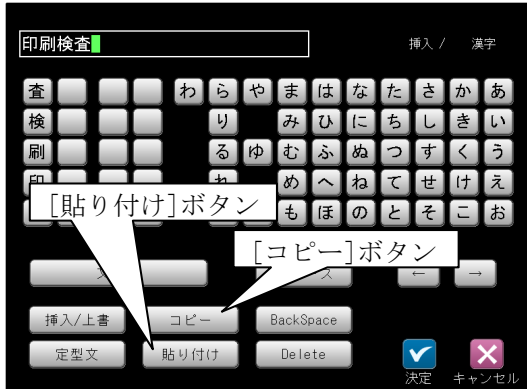 印刷検査
挿入 / 漢字
査 わ ら や ま は な た さ か あ
検 り み ひ に ち し き い
刷 る ゆ む ふ ぬ つ す く う
め へ ね て せ け え
[貼り付け]ボタン
も ほ の と そ こ お
[コピー]ボタン
← →
挿入/上書 コピー BackSpace
定型文 貼り付け Delete
決定 キャンセル